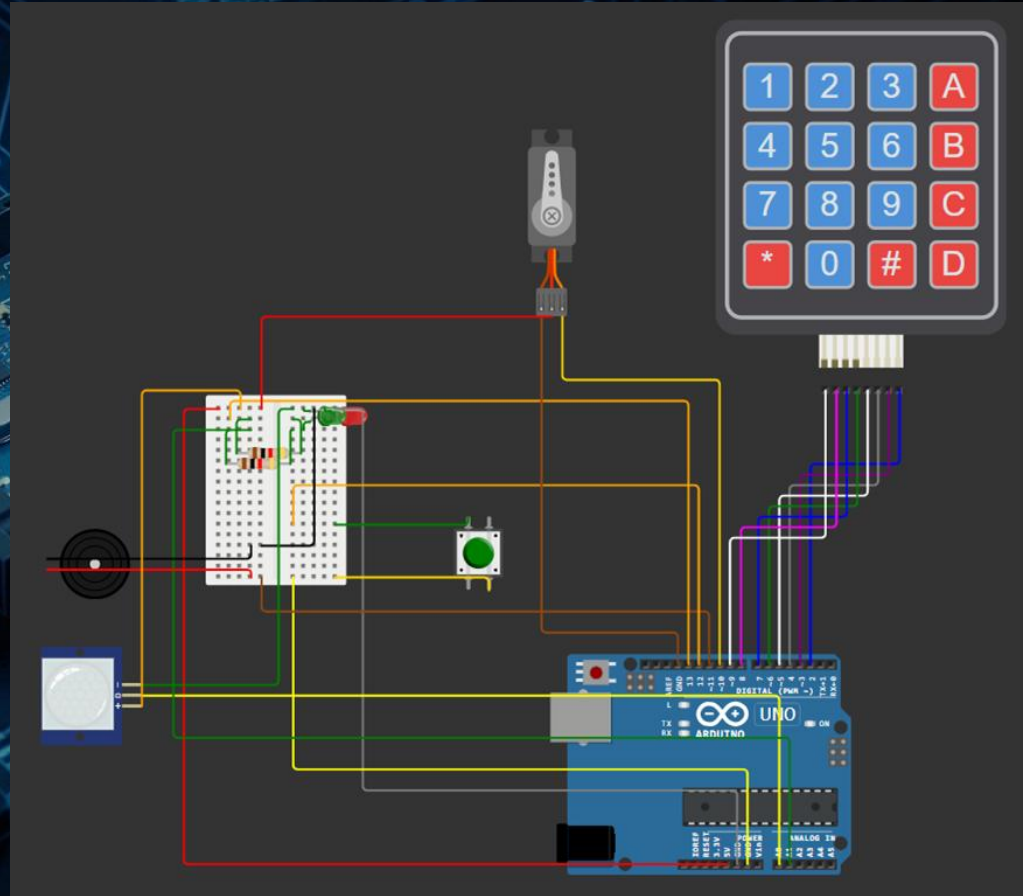 1 2 3 A
4 5 6 B
7 8 9 C
* 0 # D
AREF
GND
13
12
~11
~10
~9
8
7
~6
~5
4
~3
2
TX→1
RX←0
DIGITAL (PWM ~)
L
TX
RX
UNO
ARDUINO
ON
IOREF
RESET
3.3V
5V
GND
GND
Vin
POWER
ANALOG IN
A0
A1
A2
A3
A4
A5